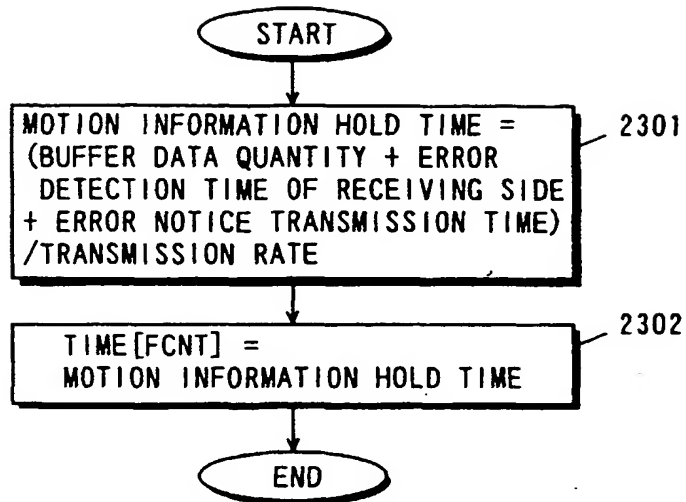 START
MOTION INFORMATION HOLD TIME =
(BUFFER DATA QUANTITY + ERROR
DETECTION TIME OF RECEIVING SIDE
+ ERROR NOTICE TRANSMISSION TIME)
/TRANSMISSION RATE
2301
TIME[FCNT] =
MOTION INFORMATION HOLD TIME
2302
END